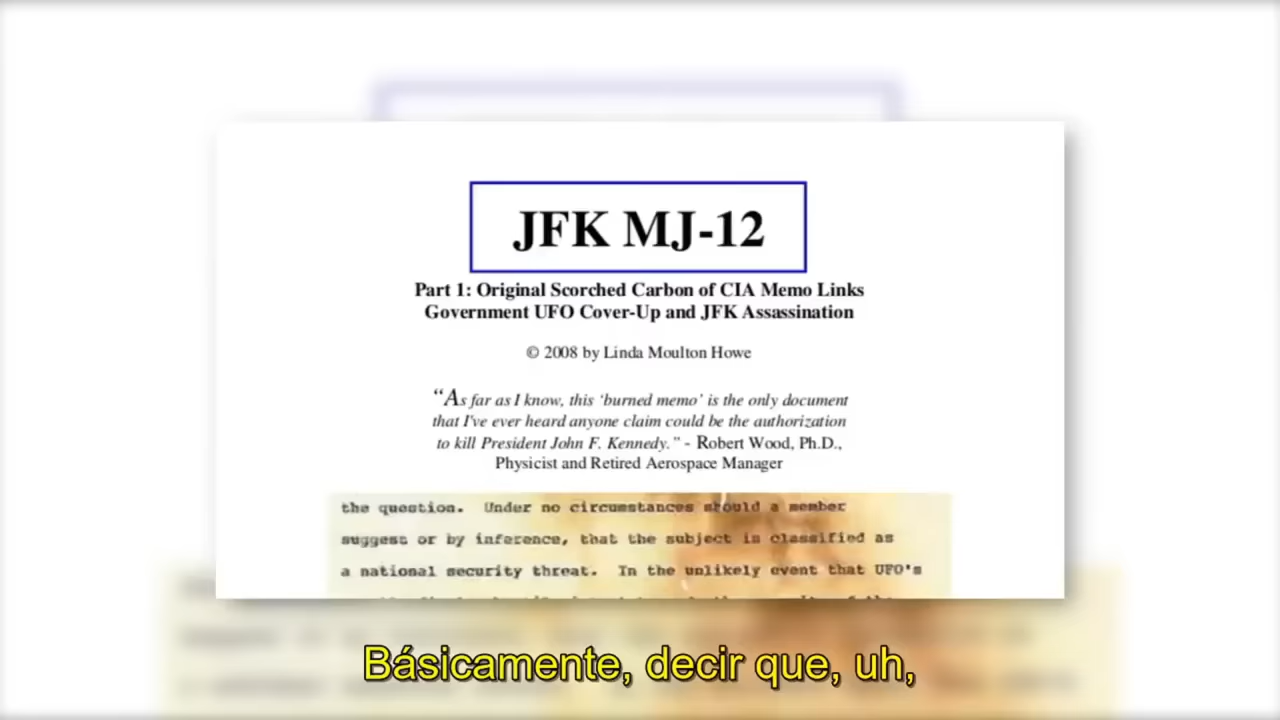 JFK MJ-12
Part 1: Original Scorched Carbon of CIA Memo Links
Government UFO Cover-Up and JFK Assassination
© 2008 by Linda Moulton Howe
“As far as I know, this ‘burned memo’ is the only document
that I've ever heard anyone claim could be the authorization
to kill President John F. Kennedy.” - Robert Wood, Ph.D.,
Physicist and Retired Aerospace Manager
the question. Under no circumstances should a member
suggest or by inference, that the subject is classified as
a national security threat. In the unlikely event that UFO's
Básicamente, decir que, uh,